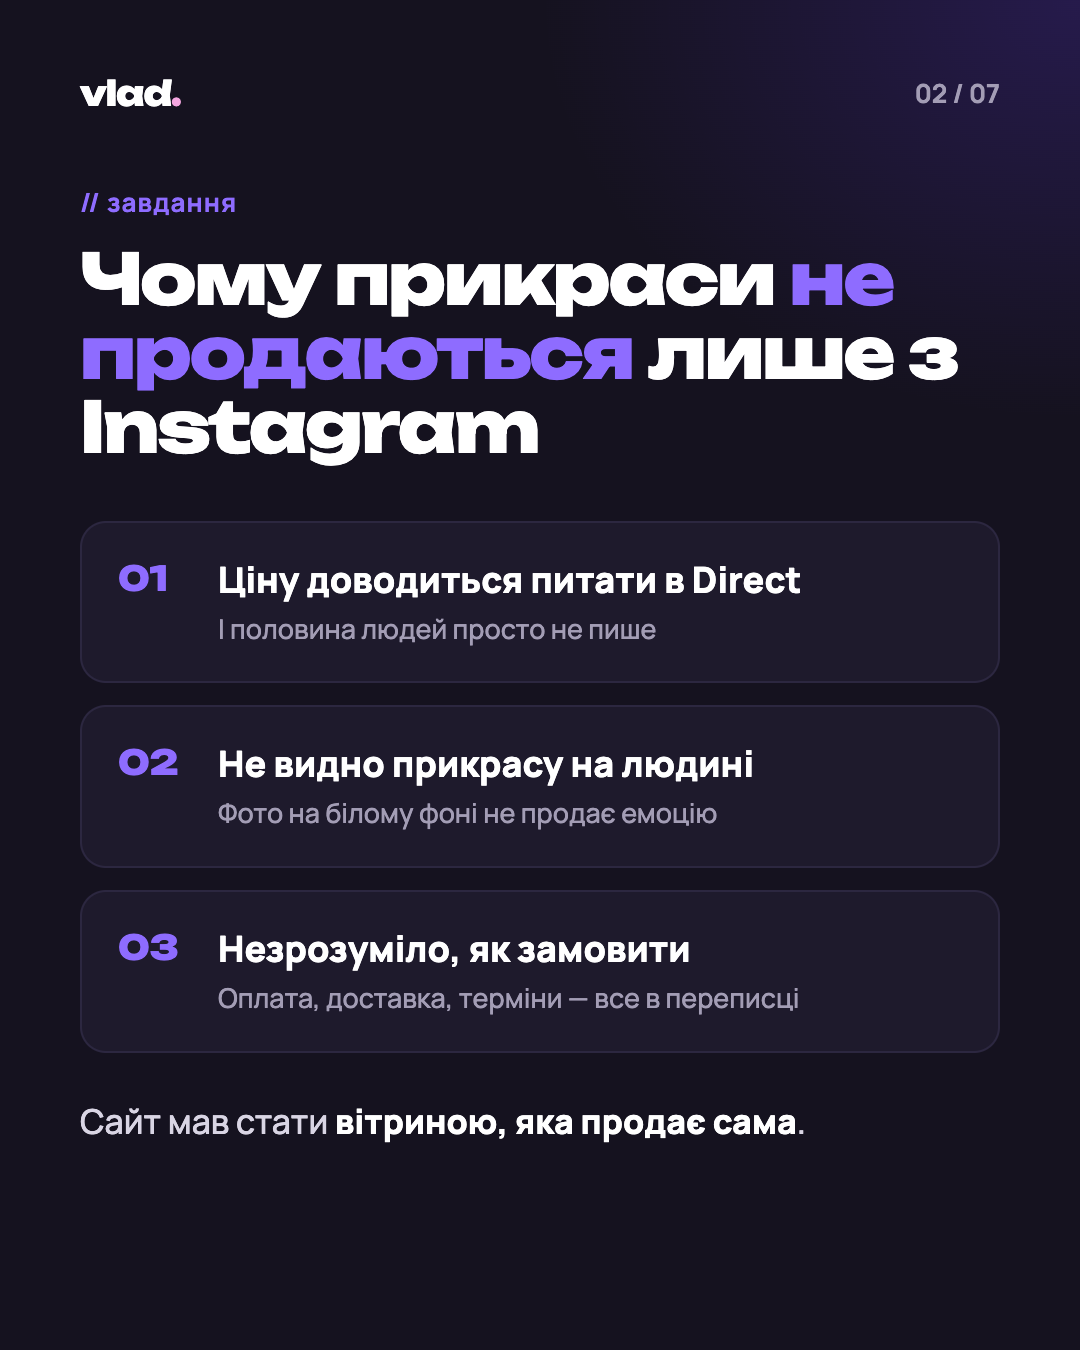 vlad.
02 / 07
// завдання
Чому прикраси не
продаються лише з
Instagram
01
Ціну доводиться питати в Direct
І половина людей просто не пише
02
Не видно прикрасу на людині
Фото на білому фоні не продає емоцію
03
Незрозуміло, як замовити
Оплата, доставка, терміни — все в переписці
Сайт мав стати вітриною, яка продає сама.